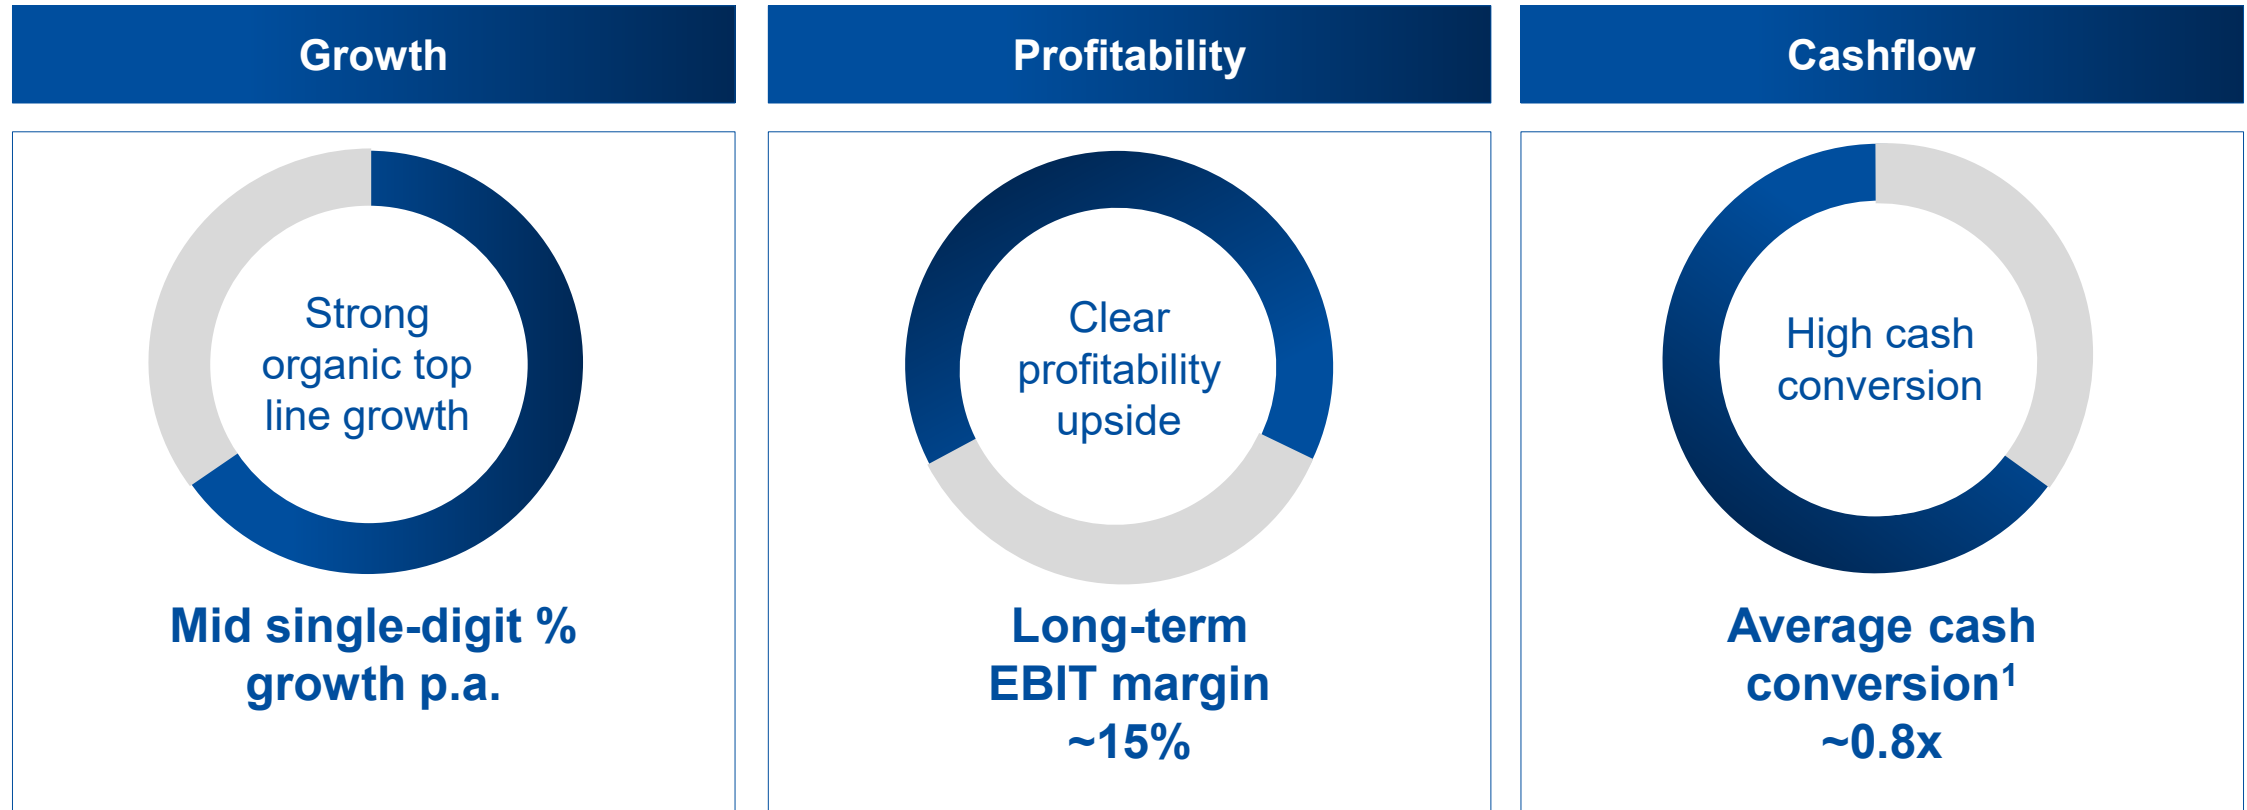 Growth
Strong
organic top
line growth
Mid single-digit %
growth p.a.
Profitability
Clear
profitability
upside
Long-term
EBIT margin
~15%
Cashflow
High cash
conversion
Average cash
conversion¹
~0.8x